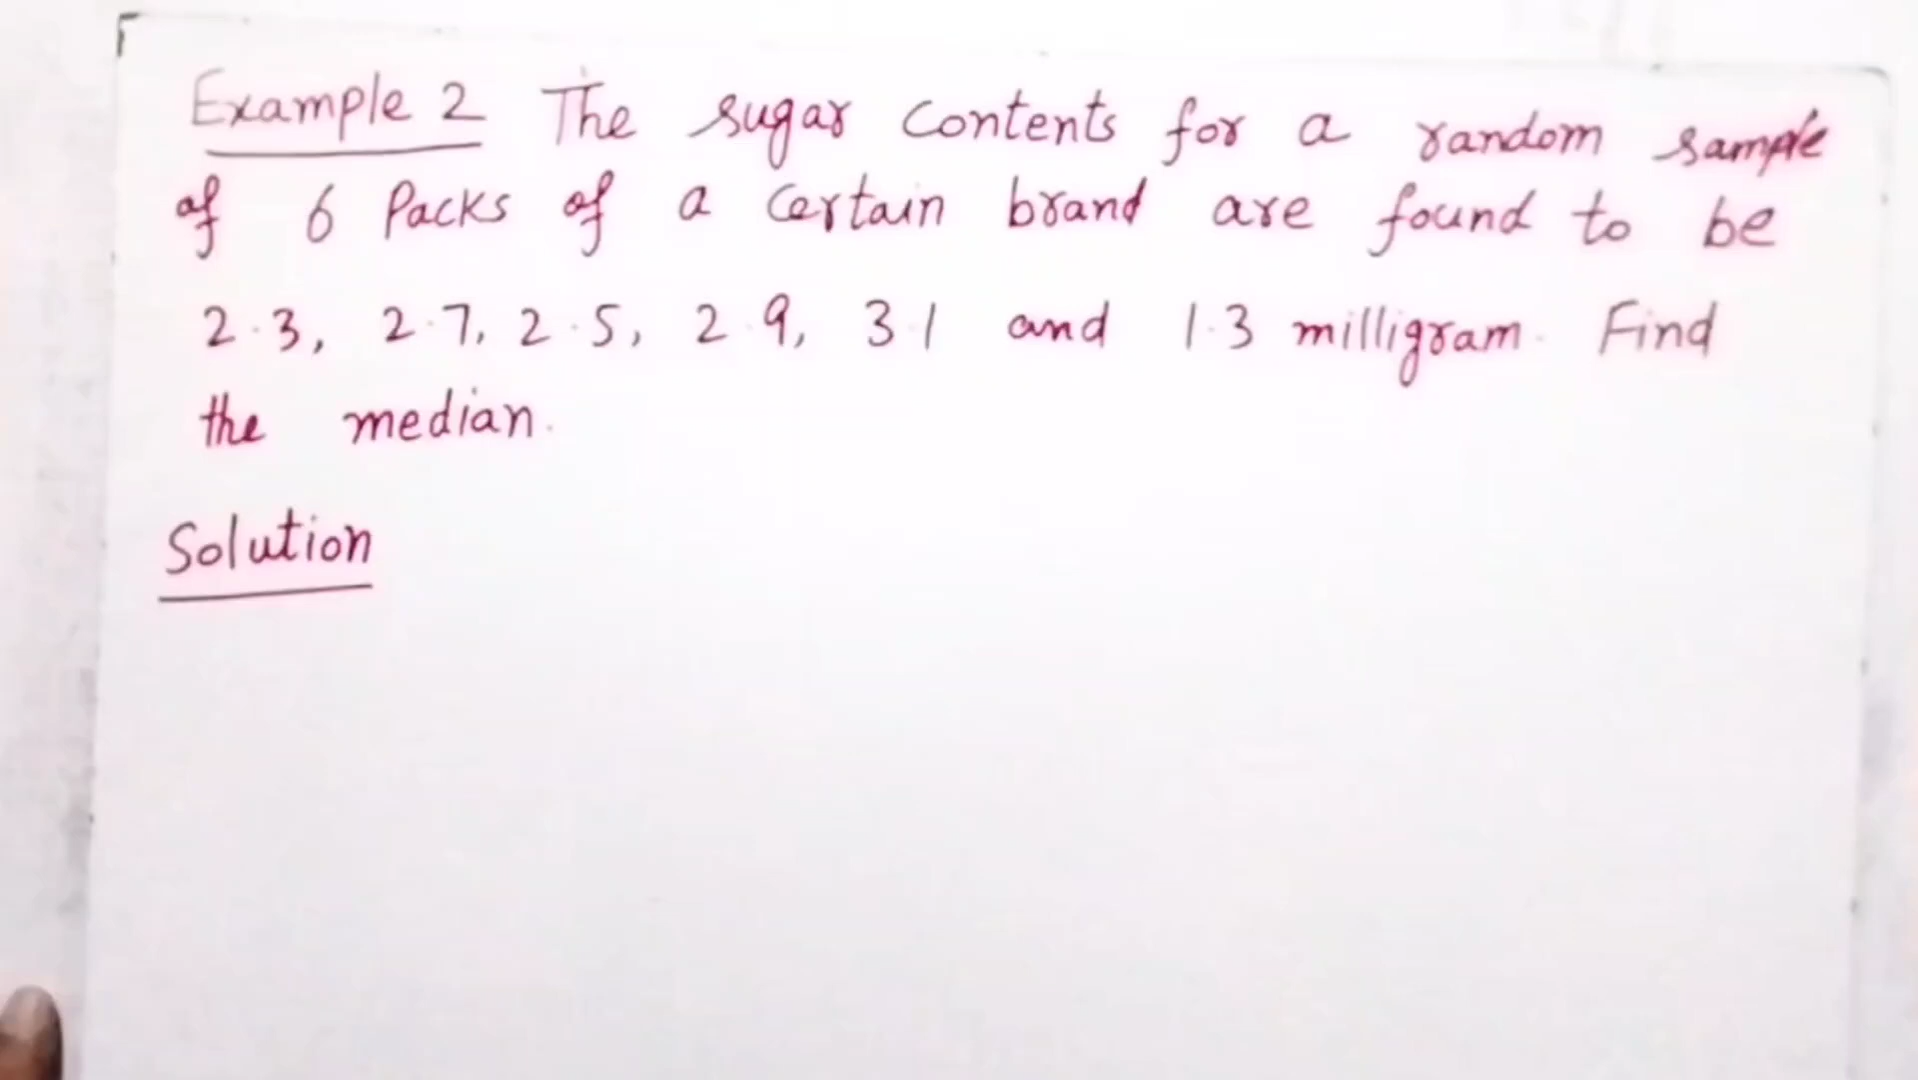 Example 2 The sugar contents for a random sample
of 6 Packs of a certain brand are found to be
2.3, 2.7, 2.5, 2.9, 3.1 and 1.3 milligram. Find
the median.
Solution